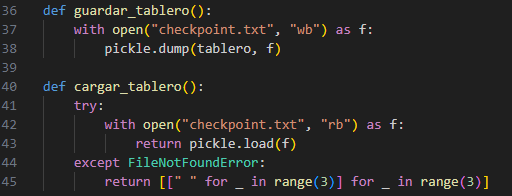 36 def guardar_tablero():
37     with open("checkpoint.txt", "wb") as f:
38         pickle.dump(tablero, f)
39
40 def cargar_tablero():
41     try:
42         with open("checkpoint.txt", "rb") as f:
43             return pickle.load(f)
44     except FileNotFoundError:
45         return [[" " for _ in range(3)] for _ in range(3)]